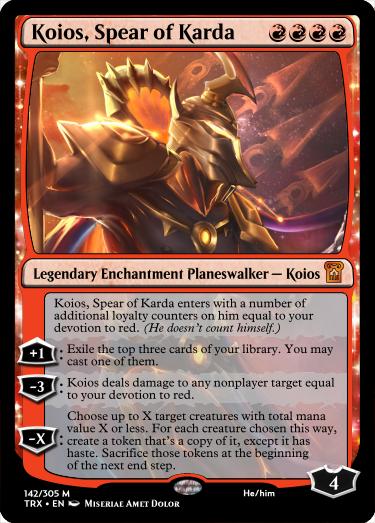 Koios, Spear of Karda
Legendary Enchantment Planeswalker — Koios
Koios, Spear of Karda enters with a number of
additional loyalty counters on him equal to your
devotion to red. (He doesn't count himself.)
+1: Exile the top three cards of your library. You may
cast one of them.
-3: Koios deals damage to any nonplayer target equal
to your devotion to red.
Choose up to X target creatures with total mana
value X or less. For each creature chosen this way,
-X: create a token that's a copy of it, except it has
haste. Sacrifice those tokens at the beginning
of the next end step.
4
142/305 M
He/him
TRX • EN Miseriae Amet Dolor